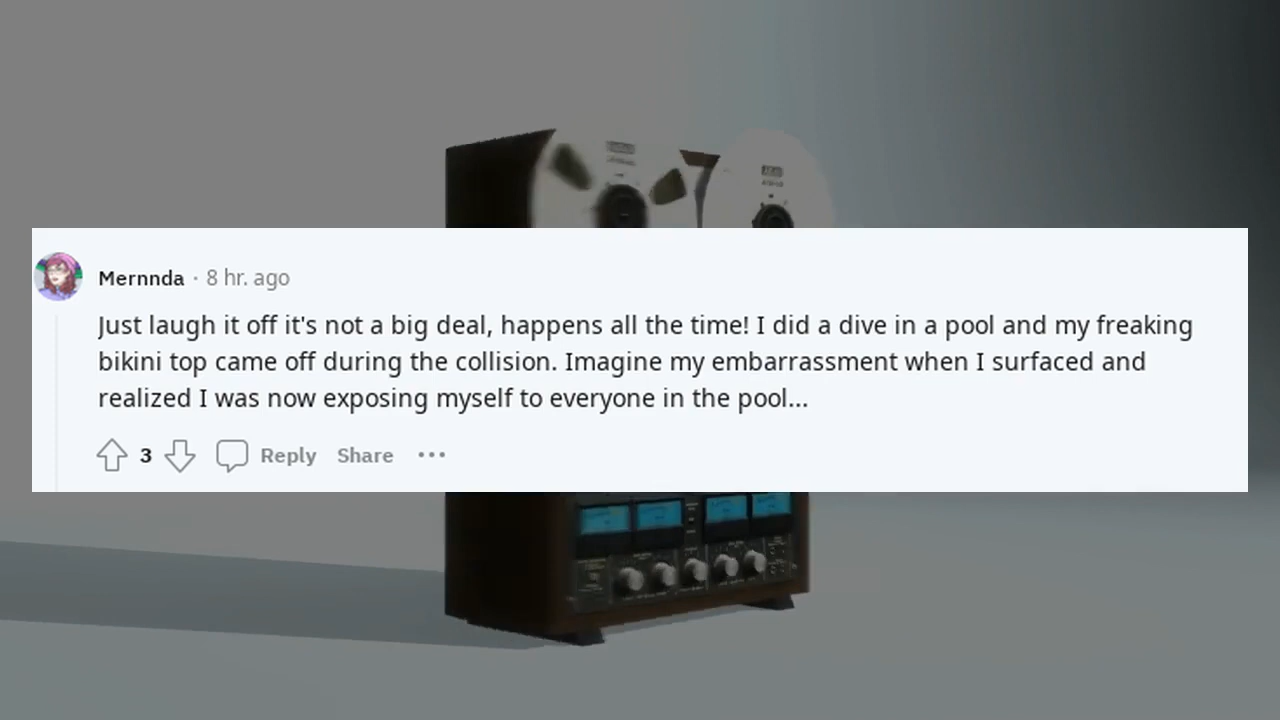 Mernnda · 8 hr. ago
Just laugh it off it's not a big deal, happens all the time! I did a dive in a pool and my freaking
bikini top came off during the collision. Imagine my embarrassment when I surfaced and
realized I was now exposing myself to everyone in the pool...
3 Reply Share